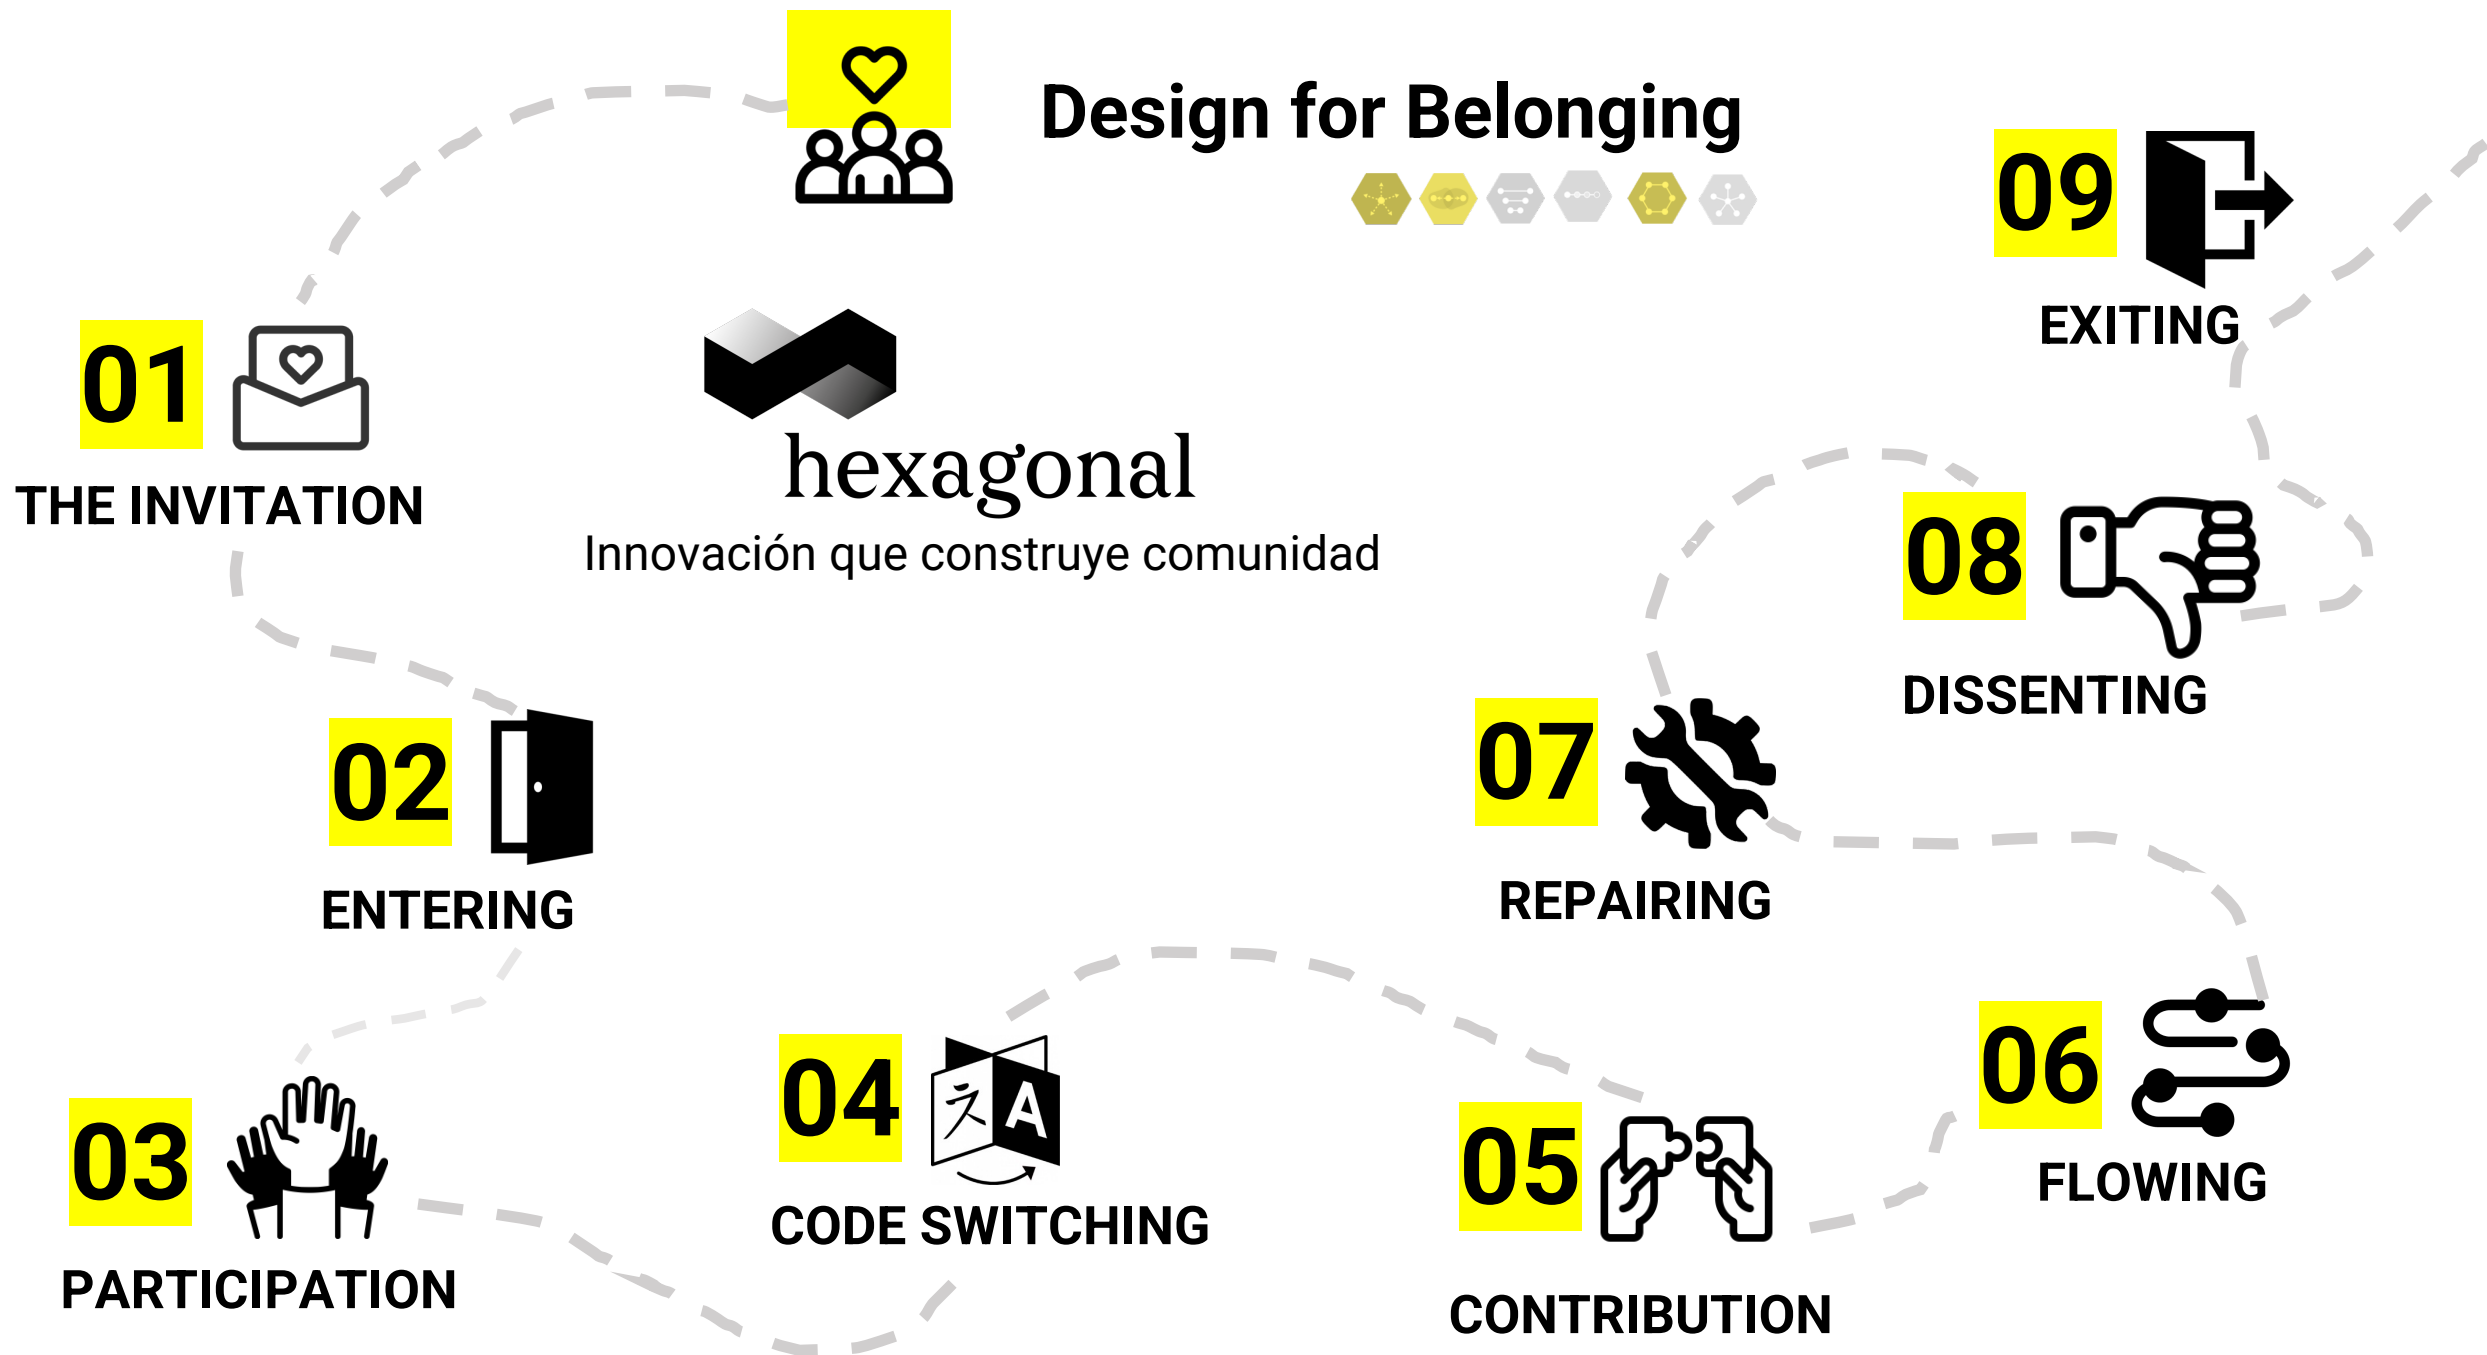 Design for Belonging
hexagonal
Innovación que construye comunidad
01
THE INVITATION
02
ENTERING
03
PARTICIPATION
04
ス A
CODE SWITCHING
05
CONTRIBUTION
06
FLOWING
07
REPAIRING
08
DISSENTING
09
EXITING